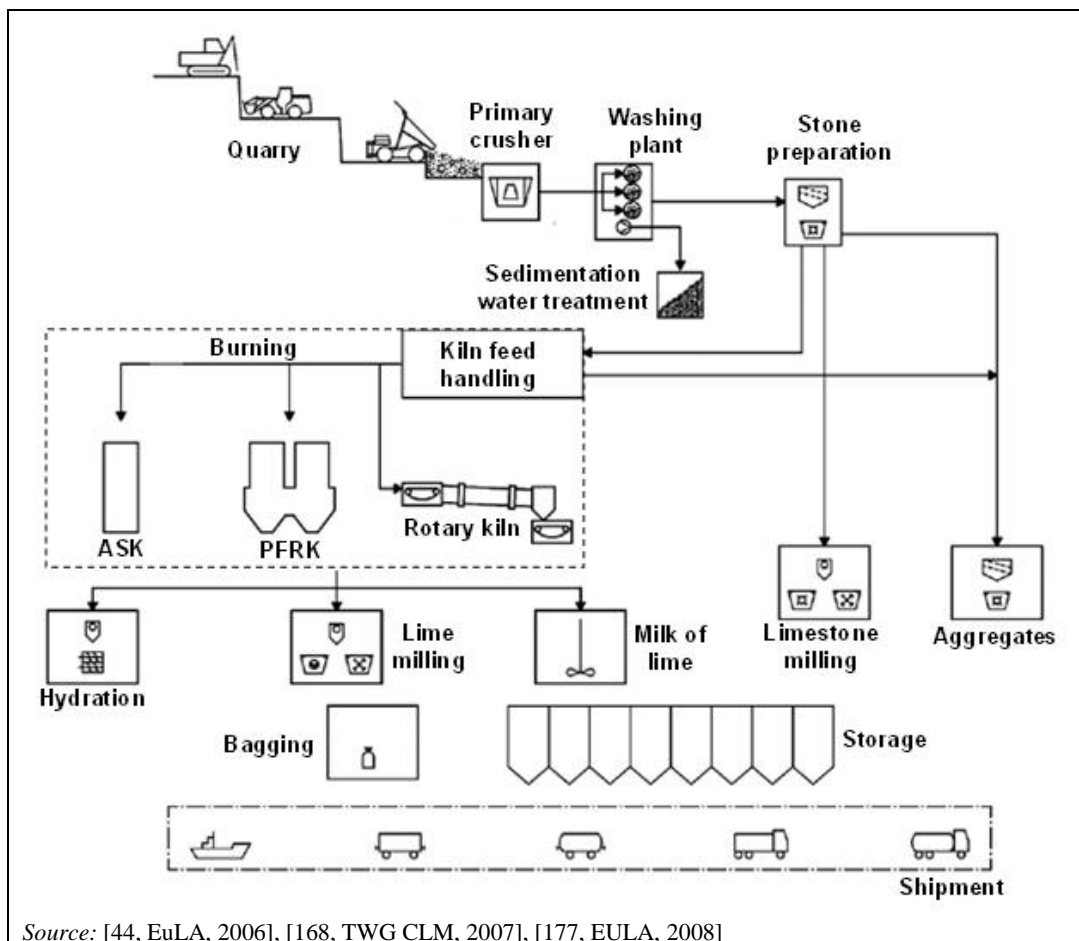 Primary
crusher
Washing
plant
Stone
preparation
Quarry
Sedimentation
water treatment
Burning
Kiln feed
handling
ASK
PFRK
Rotary kiln
Hydration
Lime
milling
Milk of
lime
Limestone
milling
Aggregates
Bagging
Storage
Shipment
Source: [44, EuLA, 2006], [168, TWG CLM, 2007], [177, EULA, 2008]